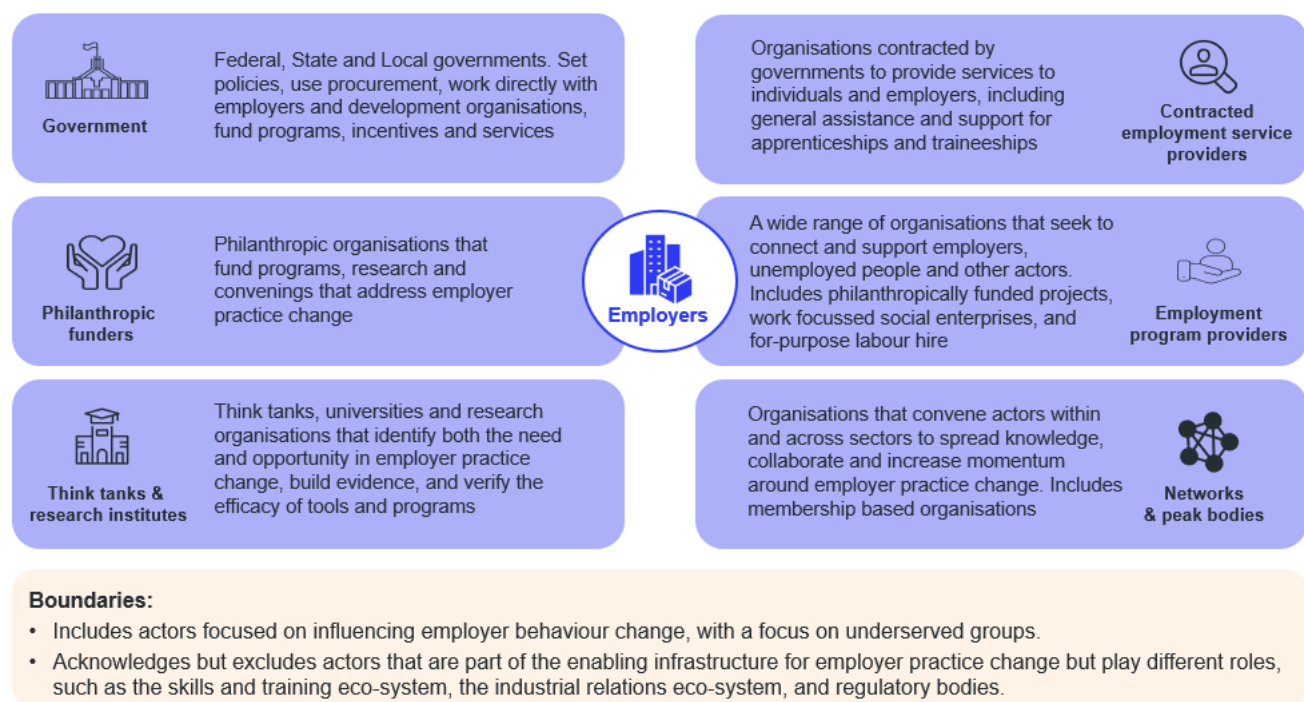 Government
Federal, State and Local governments. Set
policies, use procurement, work directly with
employers and development organisations,
fund programs, incentives and services
Organisations contracted by
governments to provide services to
individuals and employers, including
general assistance and support for
apprenticeships and traineeships
Contracted
employment service
providers
Philanthropic
funders
Philanthropic organisations that
fund programs, research and
convenings that address employer
practice change
Employers
A wide range of organisations that seek to
connect and support employers,
unemployed people and other actors.
Includes philanthropically funded projects,
work focussed social enterprises, and
for-purpose labour hire
Employment
program providers
Think tanks &
research institutes
Think tanks, universities and research
organisations that identify both the need
and opportunity in employer practice
change, build evidence, and verify the
efficacy of tools and programs
Organisations that convene actors within
and across sectors to spread knowledge,
collaborate and increase momentum
around employer practice change. Includes
membership based organisations
Networks
& peak bodies
Boundaries:
• Includes actors focused on influencing employer behaviour change, with a focus on underserved groups.
• Acknowledges but excludes actors that are part of the enabling infrastructure for employer practice change but play different roles,
such as the skills and training eco-system, the industrial relations eco-system, and regulatory bodies.